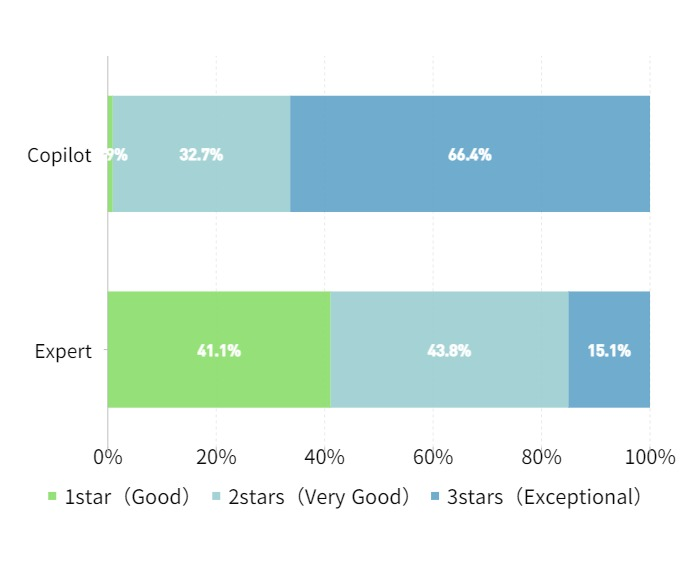 Copilot
9% 32.7% 66.4%
Expert
41.1% 43.8% 15.1%
0% 20% 40% 60% 80% 100%
1star（Good） 2stars（Very Good） 3stars（Exceptional）